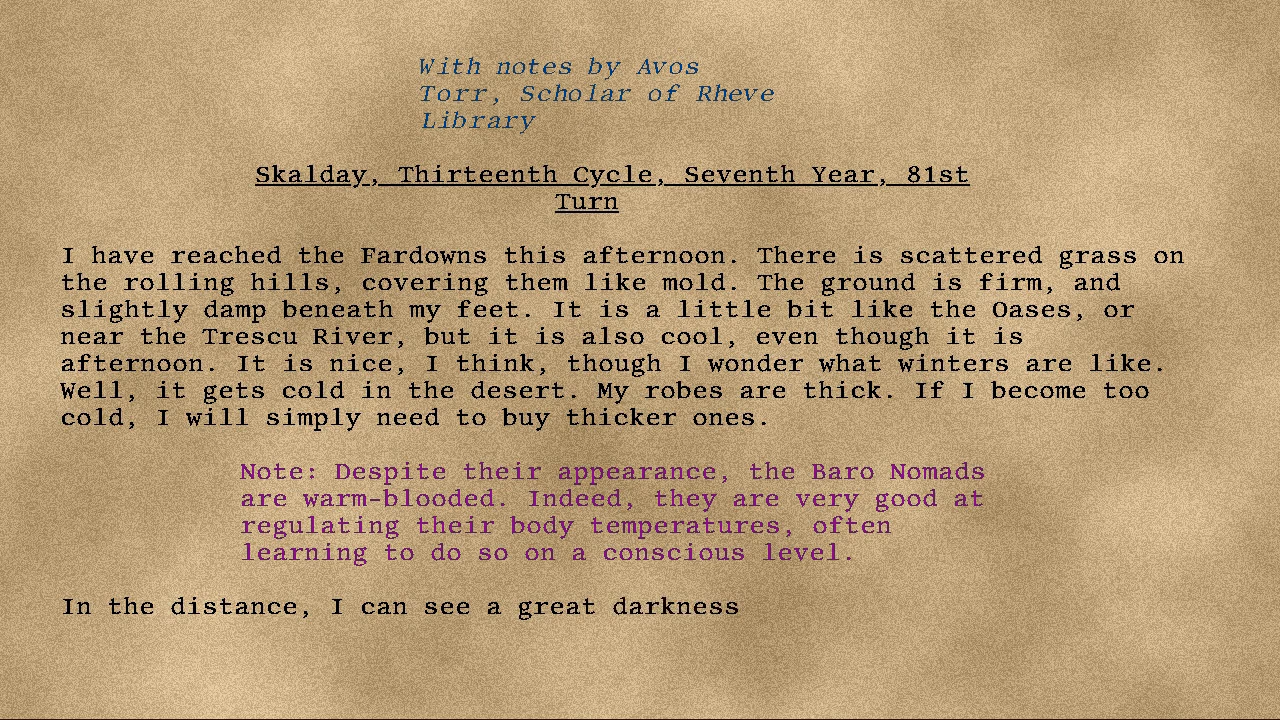 With notes by Avos
Torr, Scholar of Rheve
Library
Skalday, Thirteenth Cycle, Seventh Year, 81st
Turn
I have reached the Fardowns this afternoon. There is scattered grass on
the rolling hills, covering them like mold. The ground is firm, and
slightly damp beneath my feet. It is a little bit like the Oases, or
near the Trescu River, but it is also cool, even though it is
afternoon. It is nice, I think, though I wonder what winters are like.
Well, it gets cold in the desert. My robes are thick. If I become too
cold, I will simply need to buy thicker ones.
Note: Despite their appearance, the Baro Nomads
are warm-blooded. Indeed, they are very good at
regulating their body temperatures, often
learning to do so on a conscious level.
In the distance, I can see a great darkness